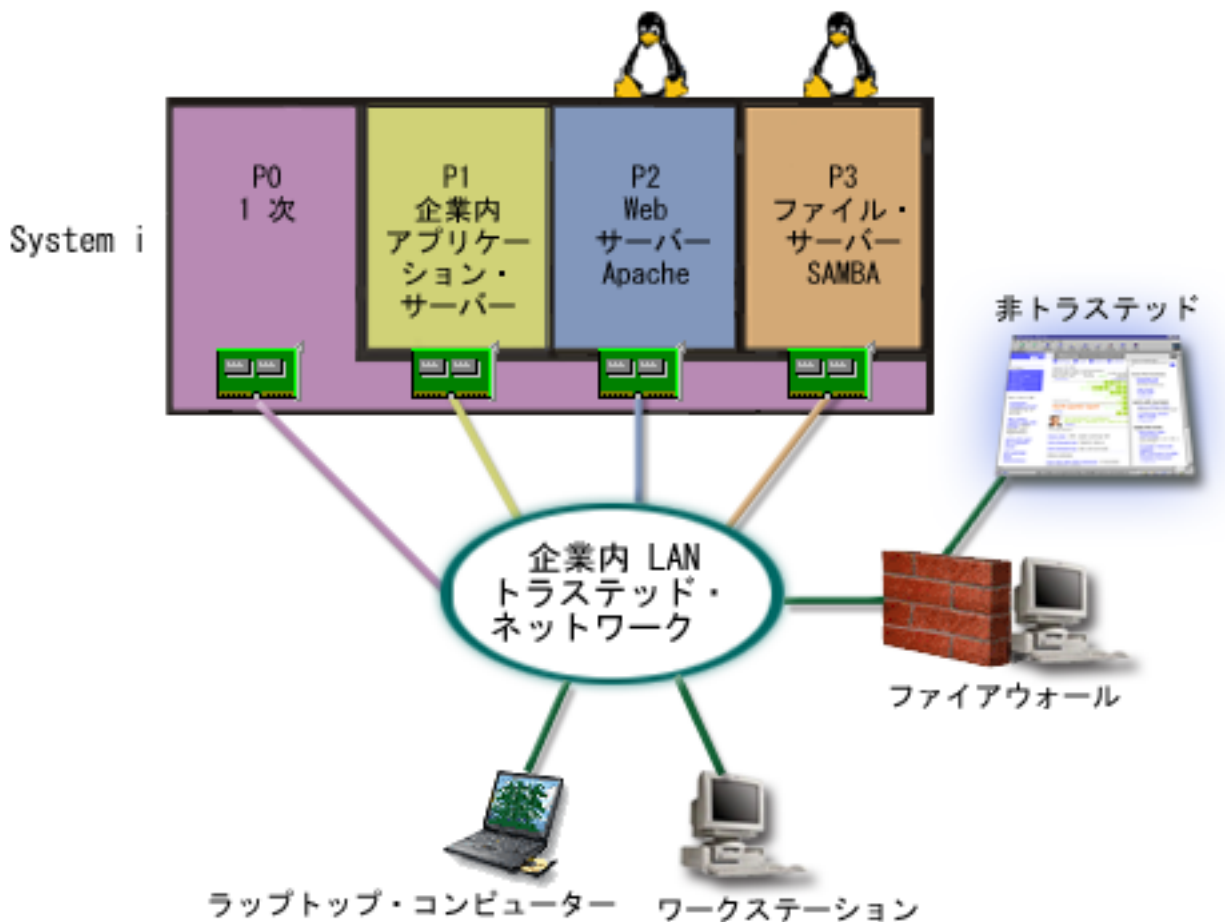 System i
P0
1 次
P1
企業内
アプリケー
ション・
サーバー
P2
Web
サーバー
Apache
P3
ファイル・
サーバー
SAMBA
非トラステッド
企業内 LAN
トラステッド・
ネットワーク
ファイアウォール
ラップトップ・コンピューター
ワークステーション